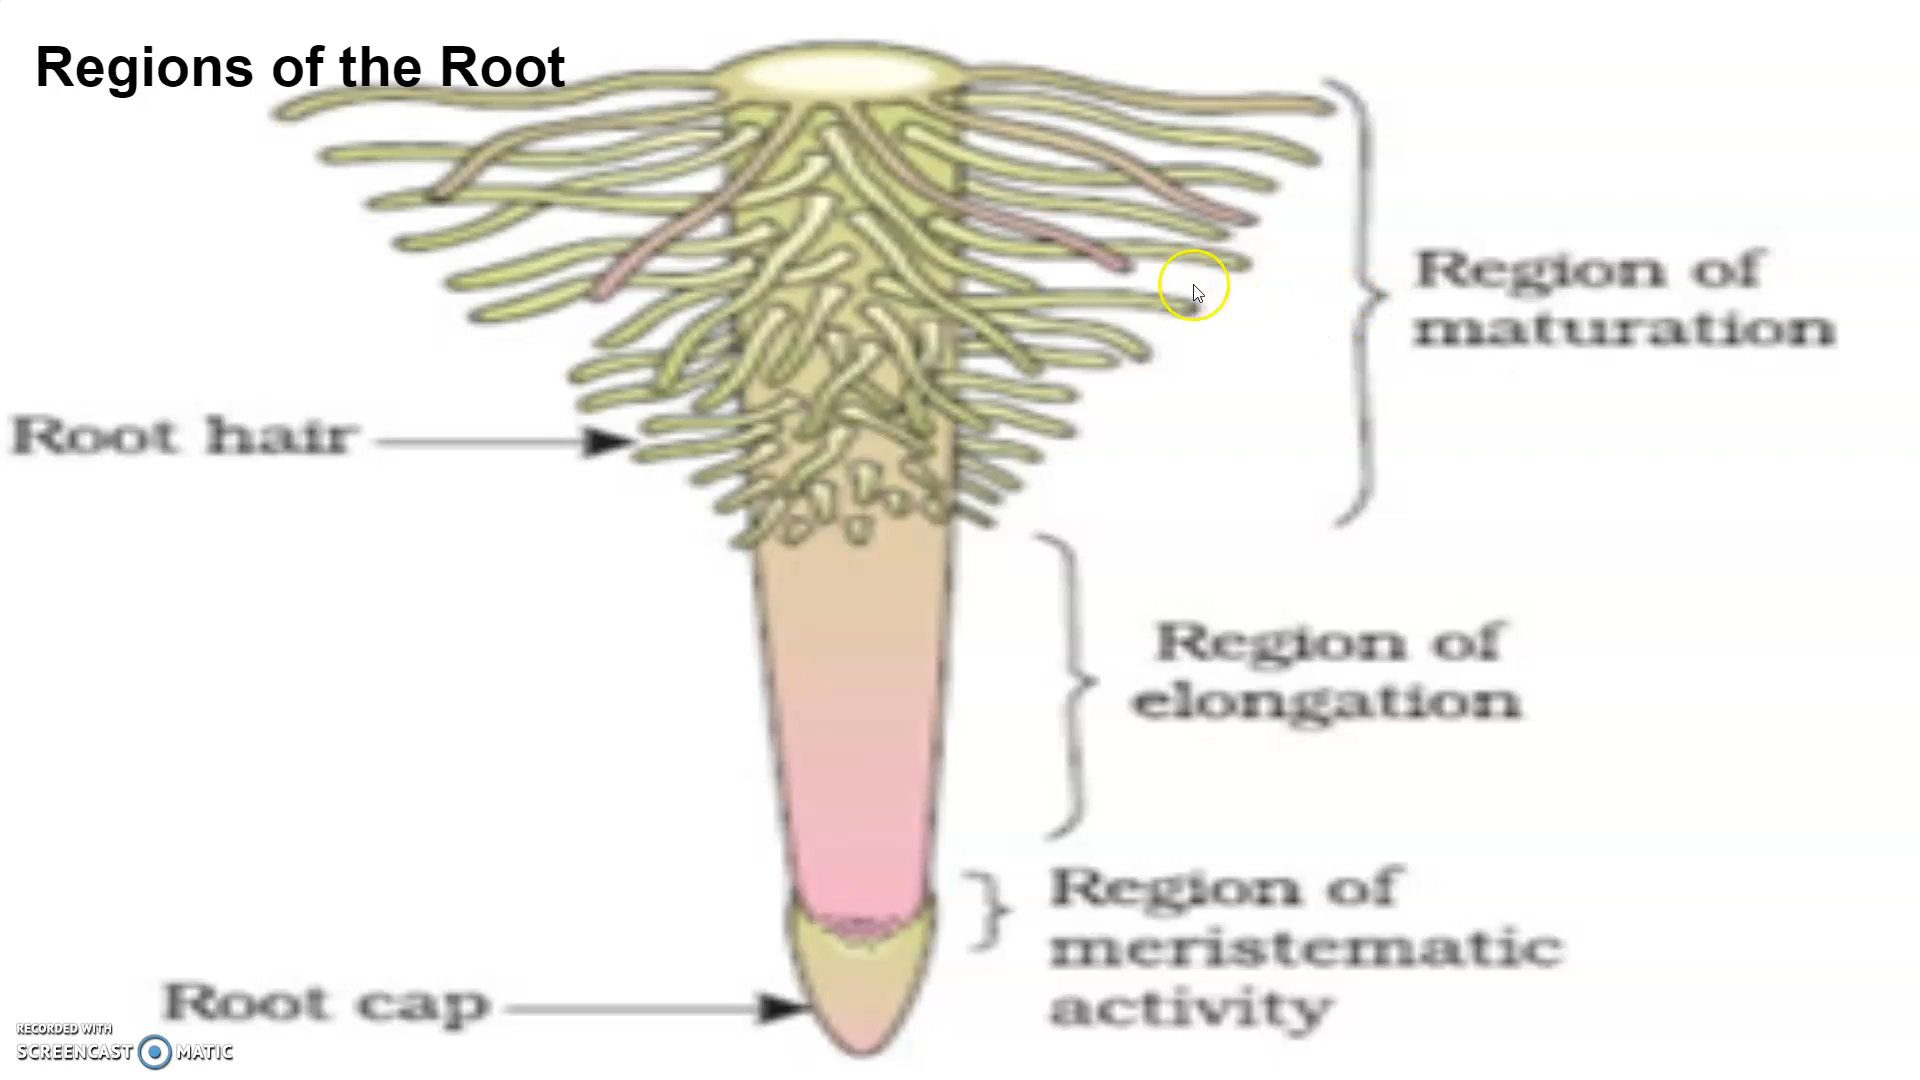 Regions of the Root
Region of
maturation
Root hair
Region of
elongation
Region of
meristematic
activity
Root cap
RECORDED WITH
SCREENCAST MATIC